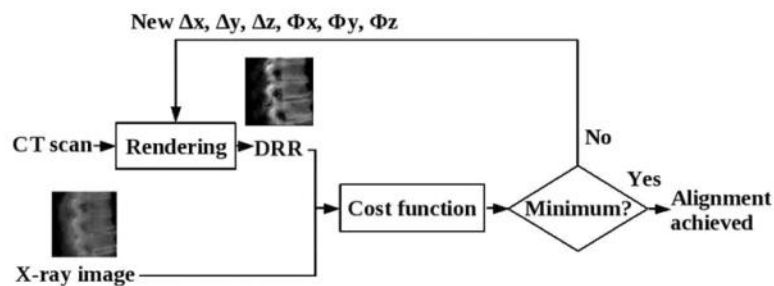 New Δx, Δy, Δz, Φx, Φy, Φz
CT scan
Rendering
DRR
No
X-ray image
Cost function
Minimum?
Yes
Alignment
achieved